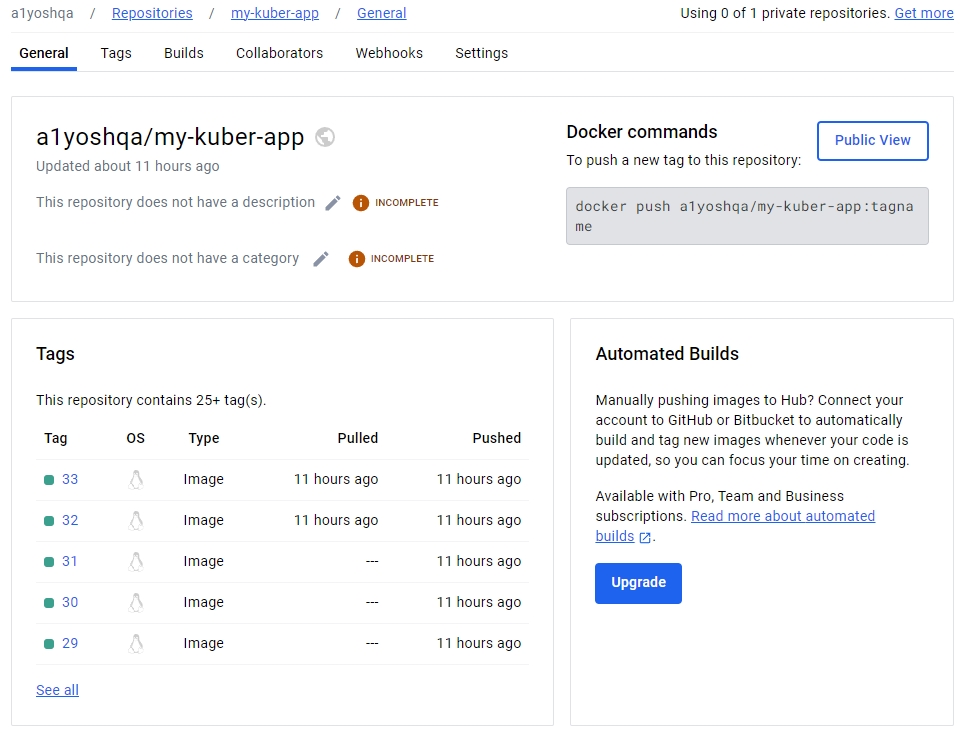 a1yoshqa / Repositories / my-kuber-app / General
Using 0 of 1 private repositories. Get more
General Tags Builds Collaborators Webhooks Settings
a1yoshqa/my-kuber-app
Updated about 11 hours ago
This repository does not have a description INCOMPLETE
This repository does not have a category INCOMPLETE
Docker commands
Public View
To push a new tag to this repository:
docker push a1yoshqa/my-kuber-app:tagna
me
Tags
This repository contains 25+ tag(s).
Tag OS Type Pulled Pushed
33 Image 11 hours ago 11 hours ago
32 Image 11 hours ago 11 hours ago
31 Image --- 11 hours ago
30 Image --- 11 hours ago
29 Image --- 11 hours ago
See all
Automated Builds
Manually pushing images to Hub? Connect your
account to GitHub or Bitbucket to automatically
build and tag new images whenever your code is
updated, so you can focus your time on creating.
Available with Pro, Team and Business
subscriptions. Read more about automated
builds .
Upgrade